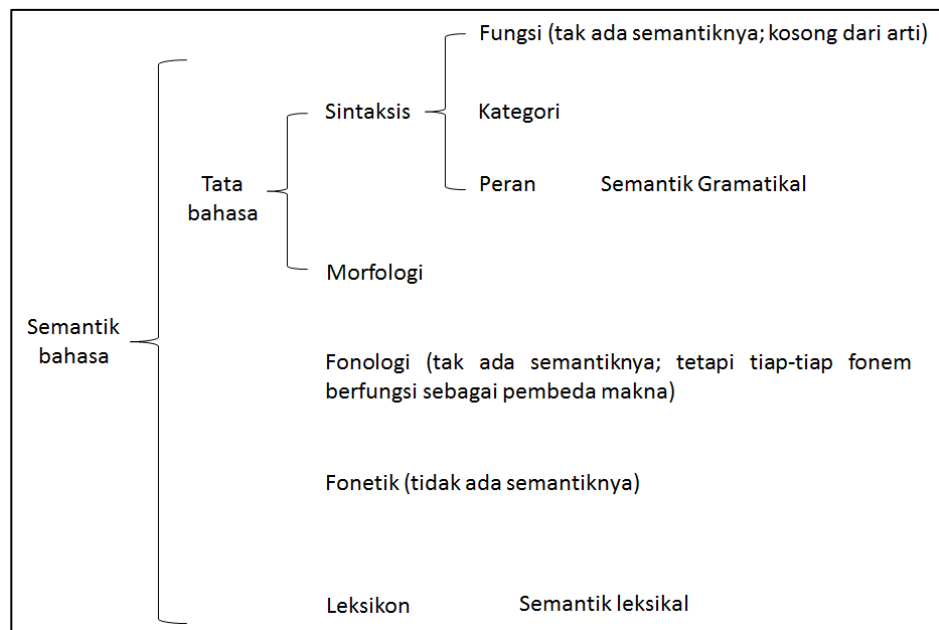 Fungsi (tak ada semantiknya; kosong dari arti)
Sintaksis
Kategori
Tata
bahasa
Peran Semantik Gramatikal
Morfologi
Semantik
bahasa
Fonologi (tak ada semantiknya; tetapi tiap-tiap fonem
berfungsi sebagai pembeda makna)
Fonetik (tidak ada semantiknya)
Leksikon Semantik leksikal